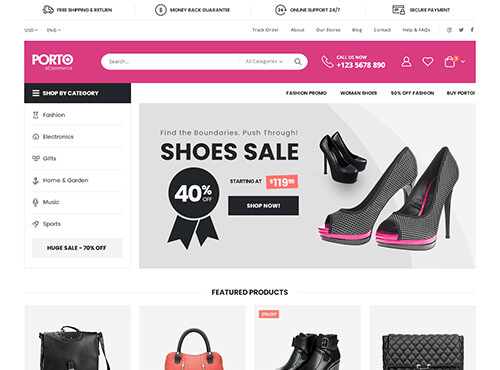 FREE SHIPPING & RETURN
MONEY BACK GUARANTEE
ONLINE SUPPORT 24/7
SECURE PAYMENT
USD
ENG
Track Order
About
Our Stores
Blog
Contact
Help & FAQs
PORTO
eCommerce
Search...
All Categories
CALL US NOW
+123 5678 890
SHOP BY CATEGORY
FASHION PROMO
WOMAN SHOES
50% OFF FASHION
BUY PORTO!
Fashion
Electronics
Gifts
Home & Garden
Music
Sports
HUGE SALE - 70% OFF
Find the Boundaries. Push Through!
SHOES SALE
40% OFF
STARTING AT
$119.99
SHOP NOW!
FEATURED PRODUCTS
27% OFF